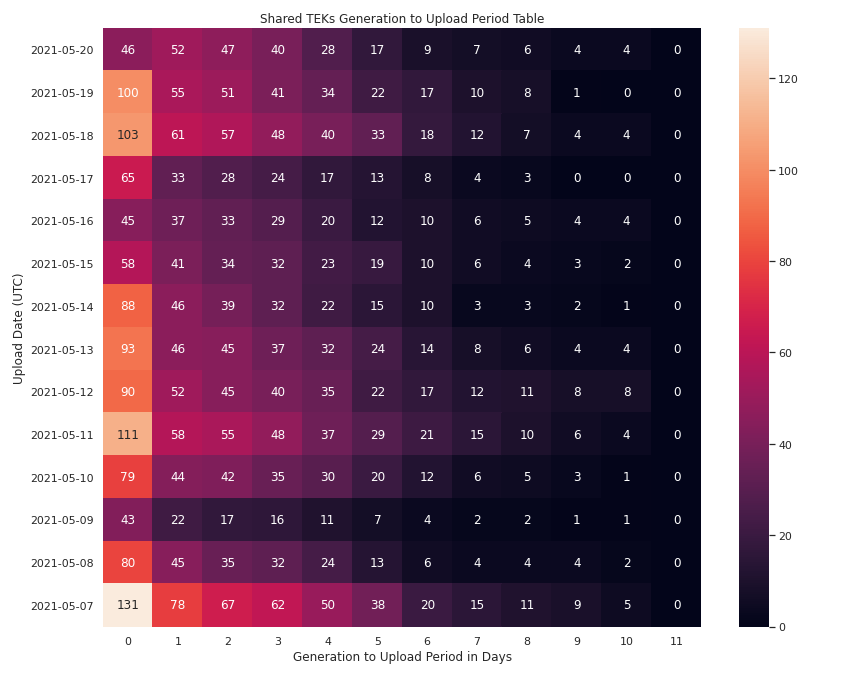 Shared TEKs Generation to Upload Period Table
Upload Date (UTC)
2021-05-20 46 52 47 40 28 17 9 7 6 4 4 0
2021-05-19 100 55 51 41 34 22 17 10 8 1 0 0
2021-05-18 103 61 57 48 40 33 18 12 7 4 4 0
2021-05-17 65 33 28 24 17 13 8 4 3 0 0 0
2021-05-16 45 37 33 29 20 12 10 6 5 4 4 0
2021-05-15 58 41 34 32 23 19 10 6 4 3 2 0
2021-05-14 88 46 39 32 22 15 10 3 3 2 1 0
2021-05-13 93 46 45 37 32 24 14 8 6 4 4 0
2021-05-12 90 52 45 40 35 22 17 12 11 8 8 0
2021-05-11 111 58 55 48 37 29 21 15 10 6 4 0
2021-05-10 79 44 42 35 30 20 12 6 5 3 1 0
2021-05-09 43 22 17 16 11 7 4 2 2 1 1 0
2021-05-08 80 45 35 32 24 13 6 4 4 4 2 0
2021-05-07 131 78 67 62 50 38 20 15 11 9 5 0
0 1 2 3 4 5 6 7 8 9 10 11
Generation to Upload Period in Days
120
100
80
60
40
20
0